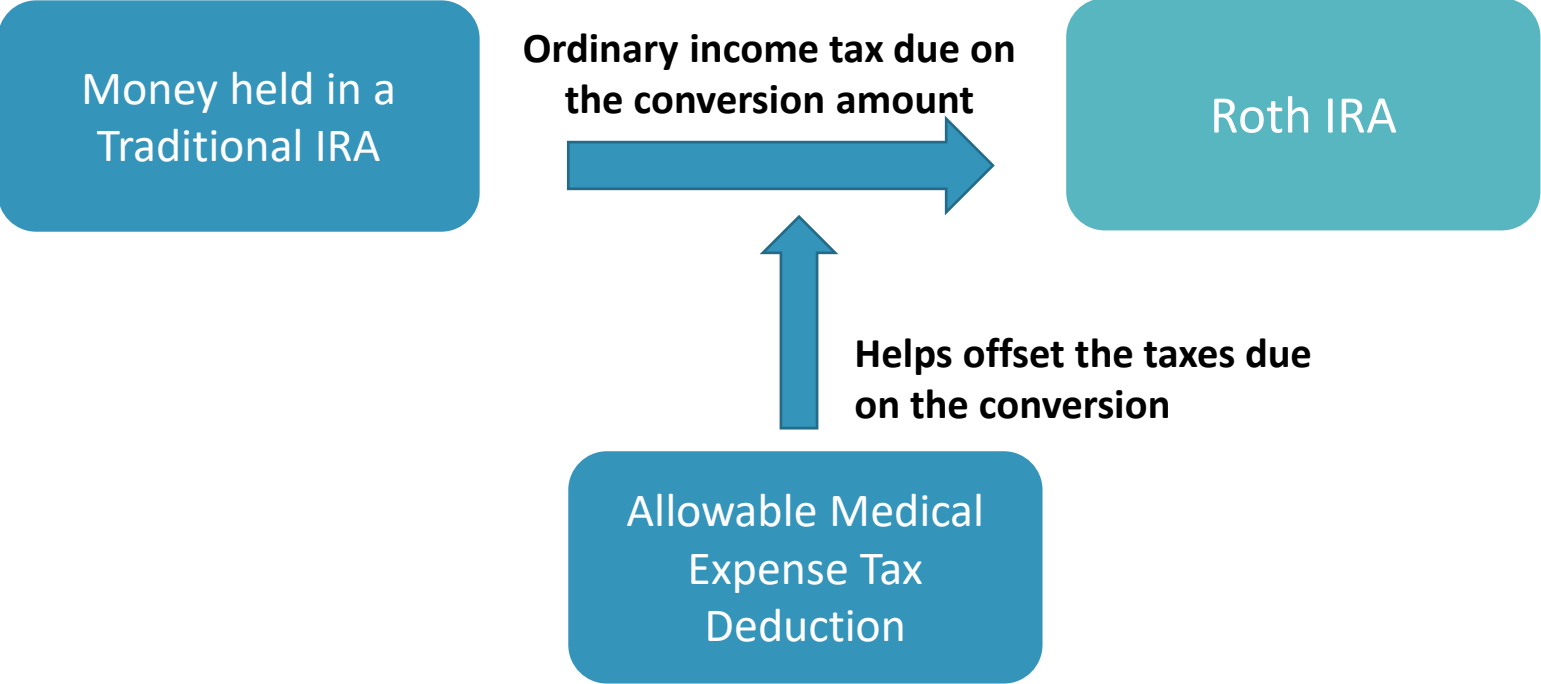 Money held in a
Traditional IRA
Ordinary income tax due on
the conversion amount
Roth IRA
Helps offset the taxes due
on the conversion
Allowable Medical
Expense Tax
Deduction